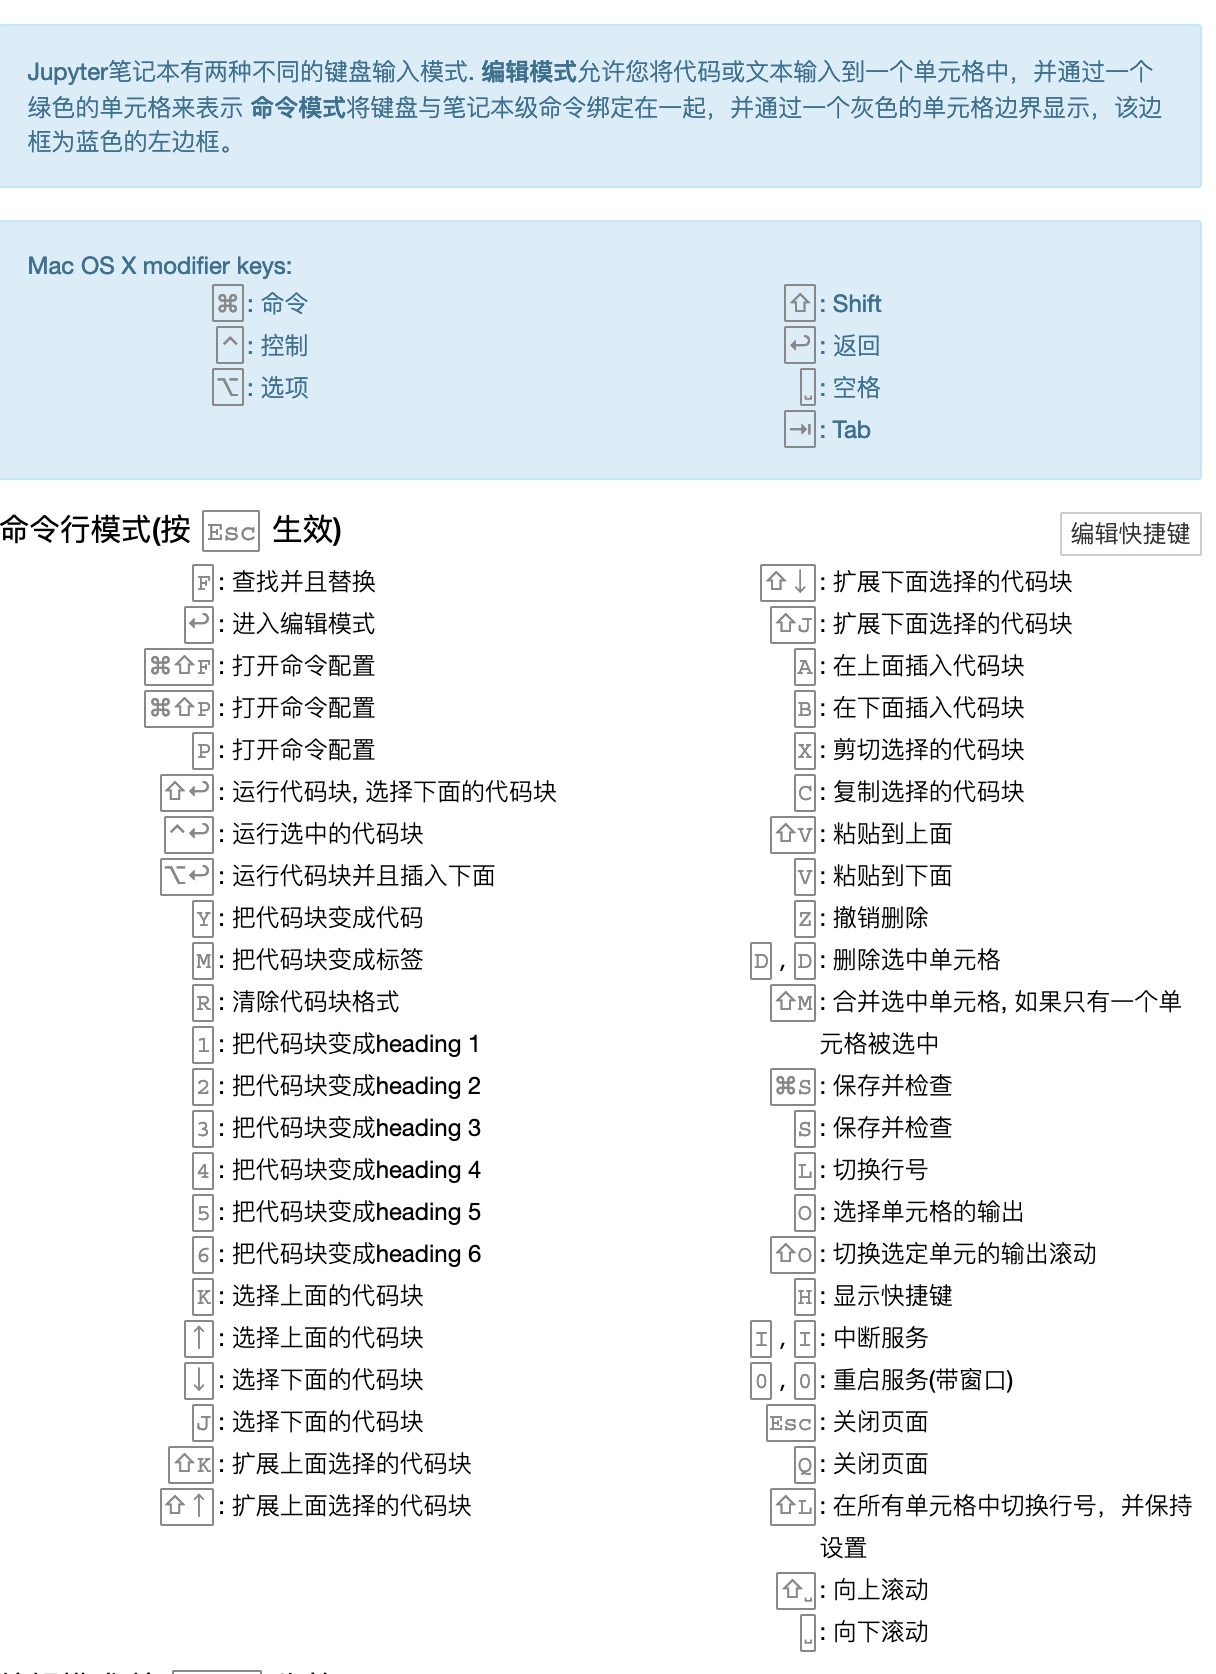 Jupyter笔记本有两种不同的键盘输入模式. 编辑模式允许您将代码或文本输入到一个单元格中，并通过一个
绿色的单元格来表示 命令模式将键盘与笔记本级命令绑定在一起，并通过一个灰色的单元格边界显示，该边
框为蓝色的左边框。
Mac OS X modifier keys:
⌘: 命令
^: 控制
⌥: 选项
⇧: Shift
↩: 返回
␣: 空格
⇥: Tab
命令行模式(按 Esc 生效)
编辑快捷键
F: 查找并且替换
↩: 进入编辑模式
⌘⇧F: 打开命令配置
⌘⇧P: 打开命令配置
P: 打开命令配置
⇧↩: 运行代码块, 选择下面的代码块
^↩: 运行选中的代码块
⌥↩: 运行代码块并且插入下面
Y: 把代码块变成代码
M: 把代码块变成标签
R: 清除代码块格式
1: 把代码块变成heading 1
2: 把代码块变成heading 2
3: 把代码块变成heading 3
4: 把代码块变成heading 4
5: 把代码块变成heading 5
6: 把代码块变成heading 6
K: 选择上面的代码块
↑: 选择上面的代码块
↓: 选择下面的代码块
J: 选择下面的代码块
⇧K: 扩展上面选择的代码块
⇧↑: 扩展上面选择的代码块
⇧↓: 扩展下面选择的代码块
⇧J: 扩展下面选择的代码块
A: 在上面插入代码块
B: 在下面插入代码块
X: 剪切选择的代码块
C: 复制选择的代码块
⇧V: 粘贴到上面
V: 粘贴到下面
Z: 撤销删除
D , D: 删除选中单元格
⇧M: 合并选中单元格, 如果只有一个单
元格被选中
⌘S: 保存并检查
S: 保存并检查
L: 切换行号
O: 选择单元格的输出
⇧O: 切换选定单元的输出滚动
H: 显示快捷键
I , I: 中断服务
0 , 0: 重启服务(带窗口)
Esc: 关闭页面
Q: 关闭页面
⇧L: 在所有单元格中切换行号，并保持
设置
⇧␣: 向上滚动
␣: 向下滚动